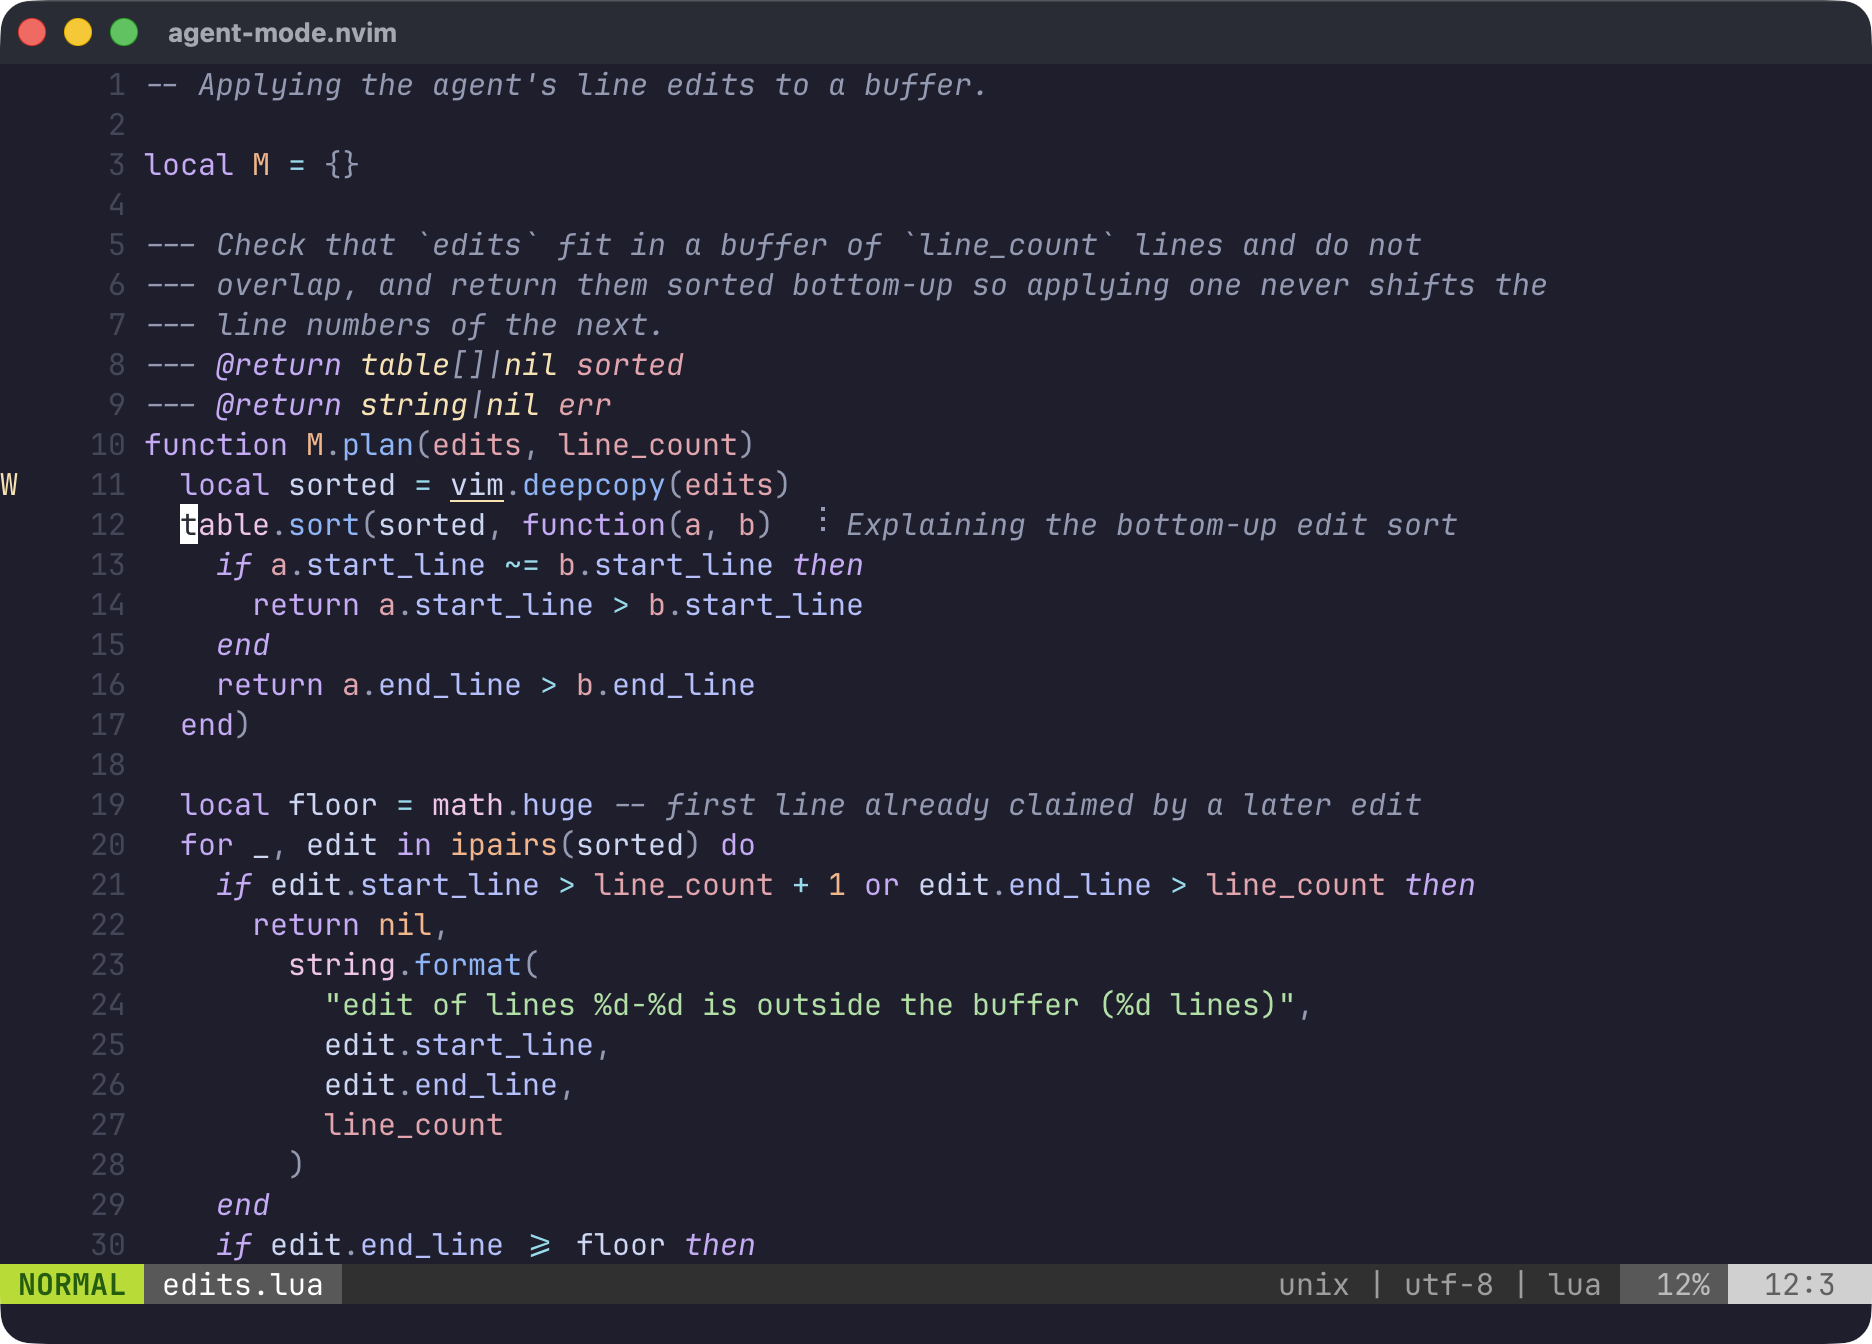 agent-mode.nvim
1 -- Applying the agent's line edits to a buffer.
2
3 local M = {}
4
5 --- Check that `edits` fit in a buffer of `line_count` lines and do not
6 --- overlap, and return them sorted bottom-up so applying one never shifts the
7 --- line numbers of the next.
8 --- @return table[]|nil sorted
9 --- @return string|nil err
10 function M.plan(edits, line_count)
W 11   local sorted = vim.deepcopy(edits)
12   table.sort(sorted, function(a, b)  ⠸ Explaining the bottom-up edit sort
13     if a.start_line ~= b.start_line then
14       return a.start_line > b.start_line
15     end
16     return a.end_line > b.end_line
17   end)
18
19   local floor = math.huge -- first line already claimed by a later edit
20   for _, edit in ipairs(sorted) do
21     if edit.start_line > line_count + 1 or edit.end_line > line_count then
22       return nil,
23         string.format(
24           "edit of lines %d-%d is outside the buffer (%d lines)",
25           edit.start_line,
26           edit.end_line,
27           line_count
28         )
29     end
30     if edit.end_line >= floor then
NORMAL edits.lua unix | utf-8 | lua 12% 12:3